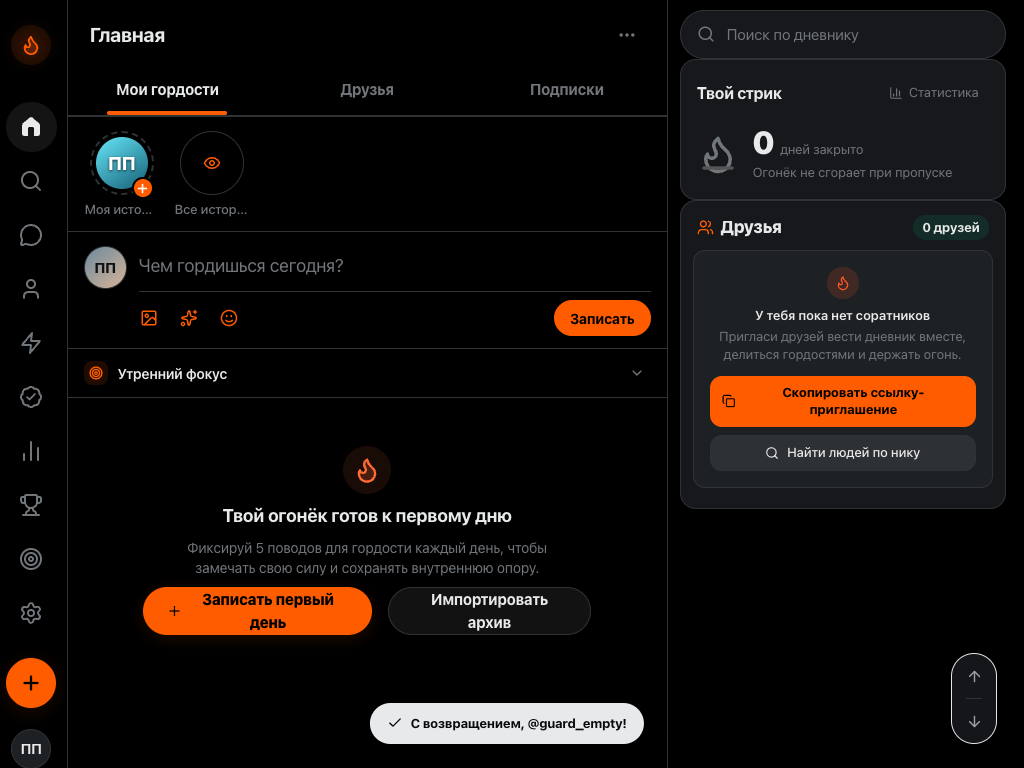 Главная
Мои гордости
Друзья
Подписки
ПП
Моя исто...
Все истор...
ПП
Чем гордишься сегодня?
Записать
Утренний фокус
Твой огонёк готов к первому дню
Фиксируй 5 поводов для гордости каждый день, чтобы
замечать свою силу и сохранять внутреннюю опору.
Записать первый
день
Импортировать
архив
С возвращением, @guard_empty!
ПП
Поиск по дневнику
Твой стрик
Статистика
0 дней закрыто
Огонёк не сгорает при пропуске
Друзья
0 друзей
У тебя пока нет соратников
Пригласи друзей вести дневник вместе,
делиться гордостями и держать огонь.
Скопировать ссылку-
приглашение
Найти людей по нику